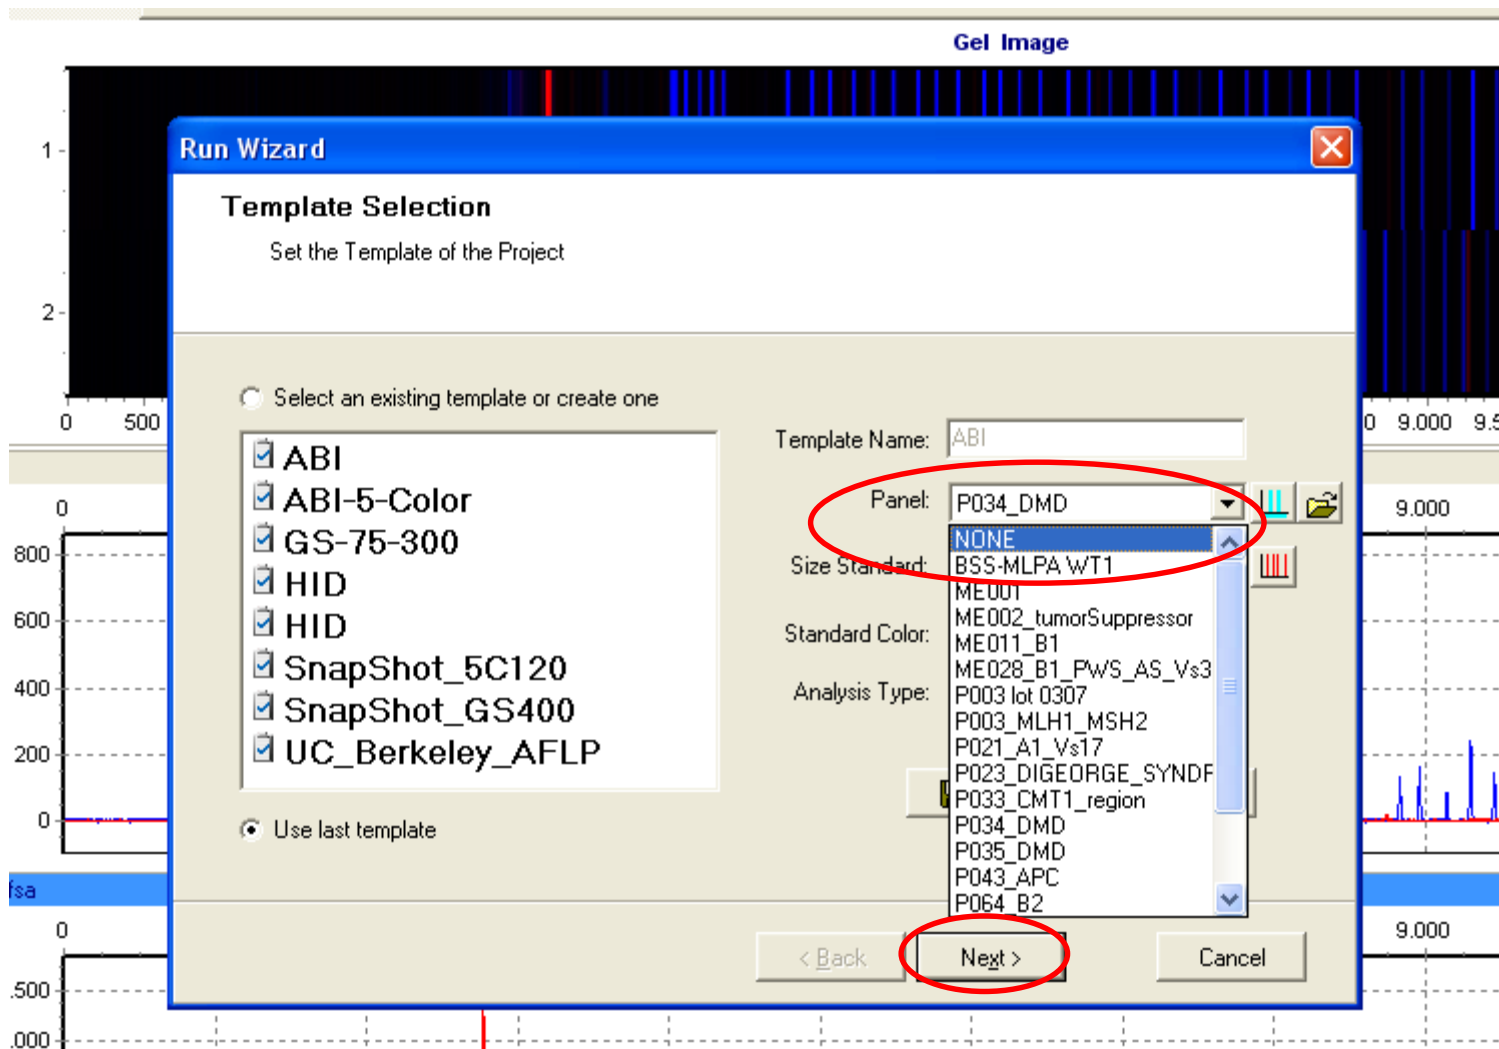 Gel Image
1
2
0 500
0 9.000 9.5
Run Wizard
Template Selection
Set the Template of the Project
Select an existing template or create one
ABI
ABI-5-Color
GS-75-300
HID
HID
SnapShot_5C120
SnapShot_GS400
UC_Berkeley_AFLP
Use last template
Template Name: ABI
Panel: P034_DMD
Size Standard:
Standard Color:
Analysis Type:
NONE
BSS-MLPA WT1
ME001
ME002_tumorSuppressor
ME011_B1
ME028_B1_PWS_AS_Vs3
P003 lot 0307
P003_MLH1_MSH2
P021_A1_Vs17
P023_DIGEORGE_SYNDF
P033_CMT1_region
P034_DMD
P035_DMD
P043_APC
P064_B2
< Back Next > Cancel
0 9.000
800
600
400
200
0
fsa
0 9.000
.500
.000